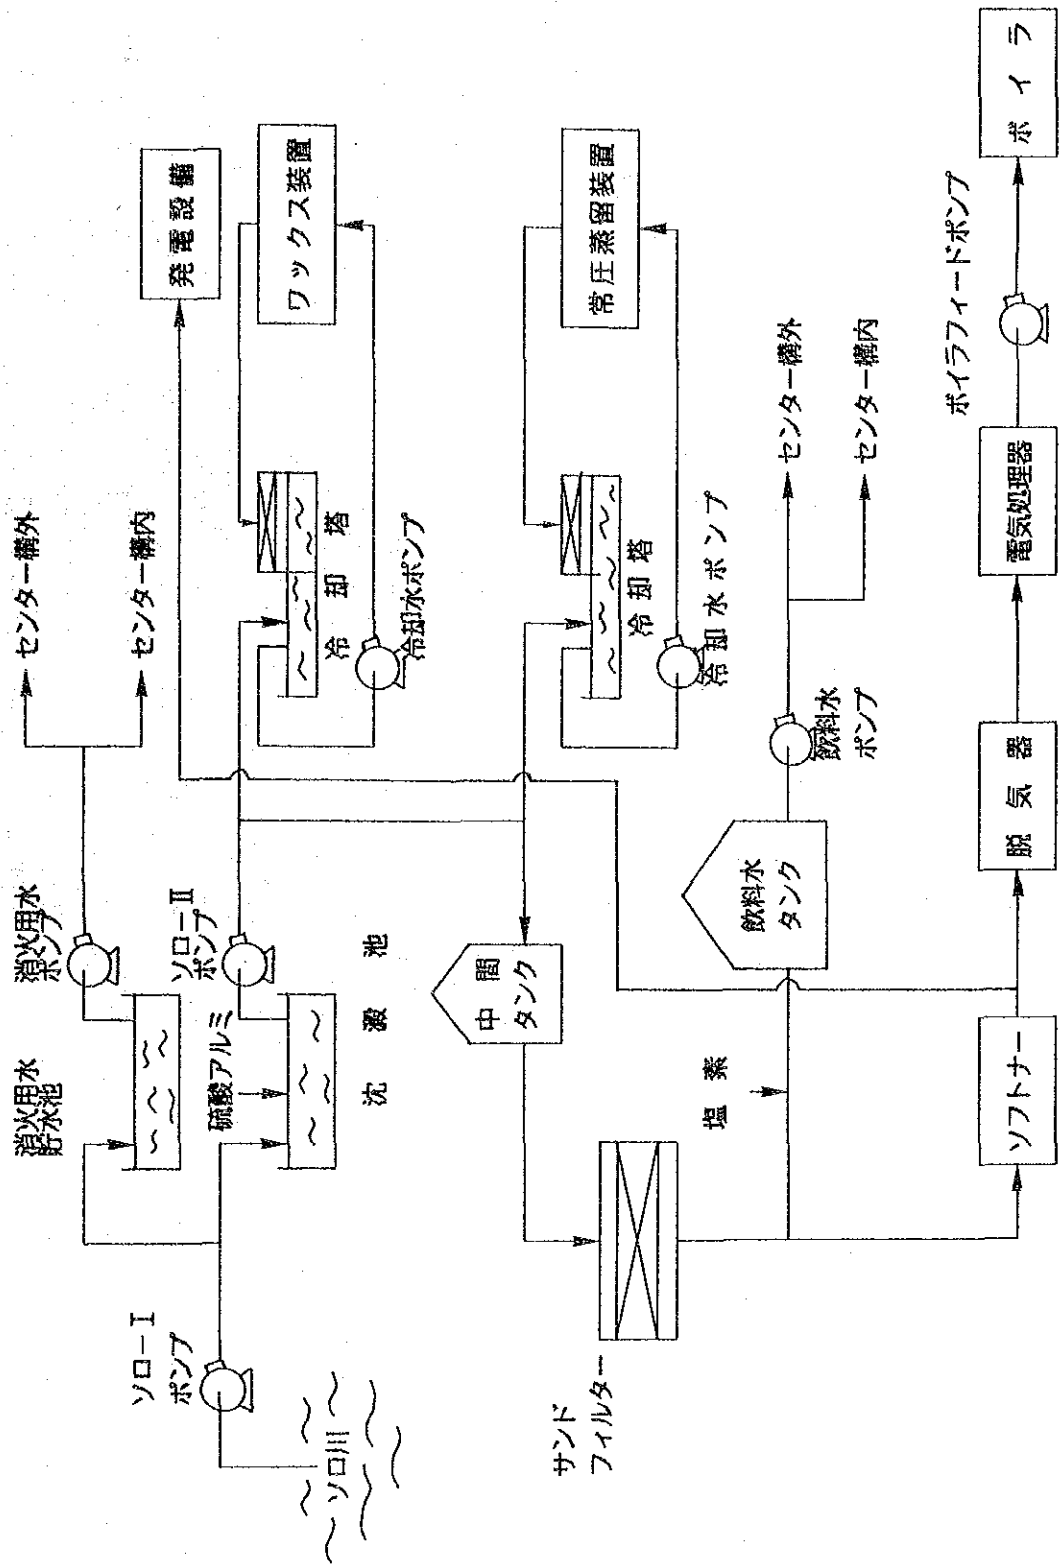 ソロ川
ソローⅠ
ポンプ
消火用水
貯水池
消火用水
ポンプ
センター構外
センター構内
硫酸アルミ
沈澱池
ソローⅡ
ポンプ
発電設備
冷却塔
冷却水ポンプ
ワックス装置
中間
タンク
冷却塔
冷却水ポンプ
常圧蒸留装置
サンド
フィルター
塩素
飲料水
タンク
飲料水
ポンプ
センター構外
センター構内
ソフトナー
脱気器
電気処理器
ボイラフィードポンプ
ボイラ